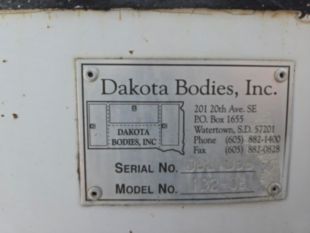 Dakota Bodies, Inc.
201 20th Ave. SE
P.O. Box 1655
Watertown, S.D. 57201
Phone (605) 882-1400
Fax (605) 882-0828
DAKOTA
BODIES, INC
SERIAL No.
MODEL No.